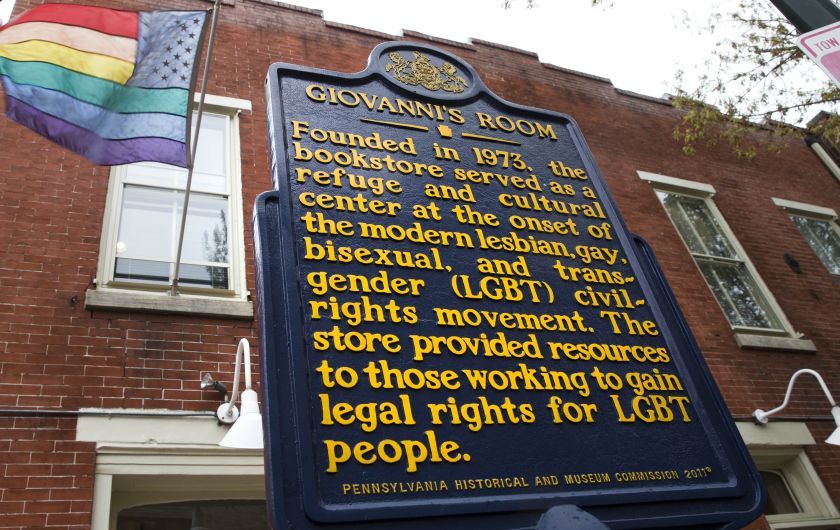 GIOVANNI'S ROOM
Founded in 1973, the
bookstore served as a
refuge and cultural
center at the onset of
the modern lesbian, gay,
bisexual, and trans-
gender (LGBT) civil-
rights movement. The
store provided resources
to those working to gain
legal rights for LGBT
people.
PENNSYLVANIA HISTORICAL AND MUSEUM COMMISSION 2011©
TOW